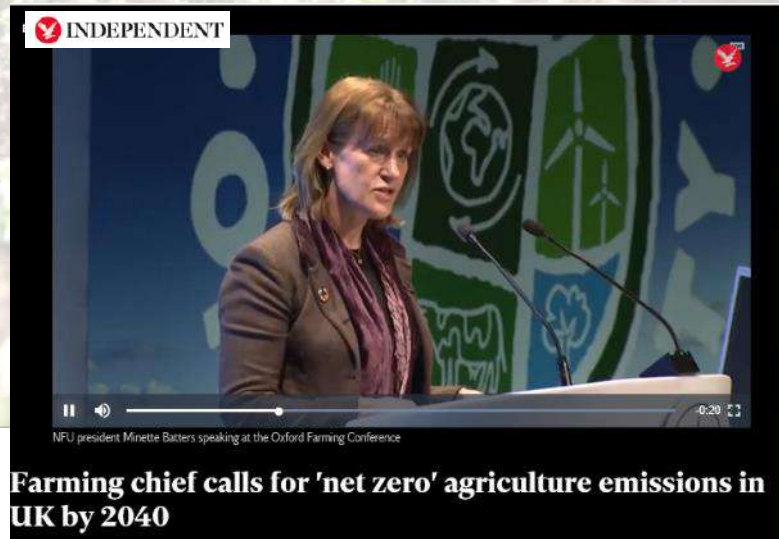 INDEPENDENT
-0:20
NFU president Minette Batters speaking at the Oxford Farming Conference
Farming chief calls for 'net zero' agriculture emissions in
UK by 2040